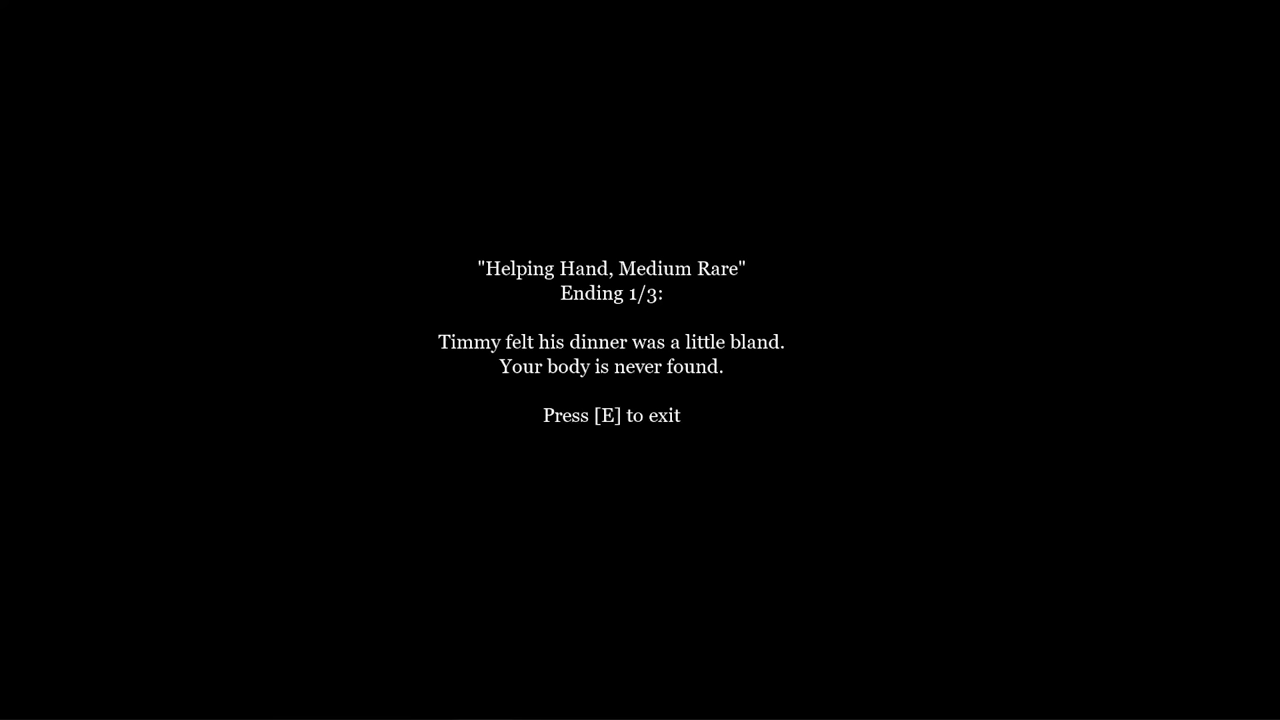 "Helping Hand, Medium Rare"
Ending 1/3:
Timmy felt his dinner was a little bland.
Your body is never found.
Press [E] to exit